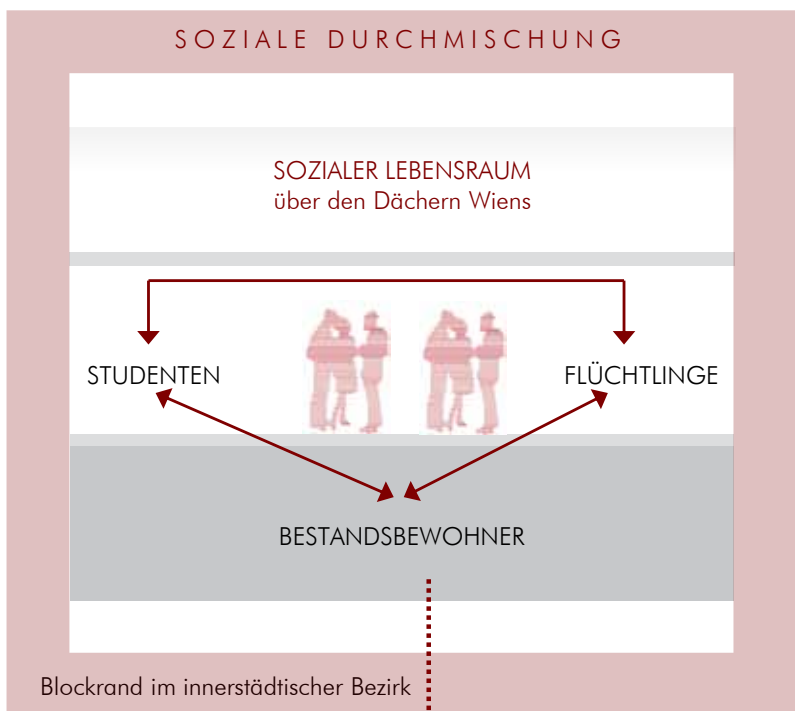 SOZIALE DURCHMISCHUNG
SOZIALER LEBENSRAUM
über den Dächern Wiens
STUDENTEN
FLÜCHTLINGE
BESTANDSBEWOHNER
Blockrand im innerstädtischer Bezirk